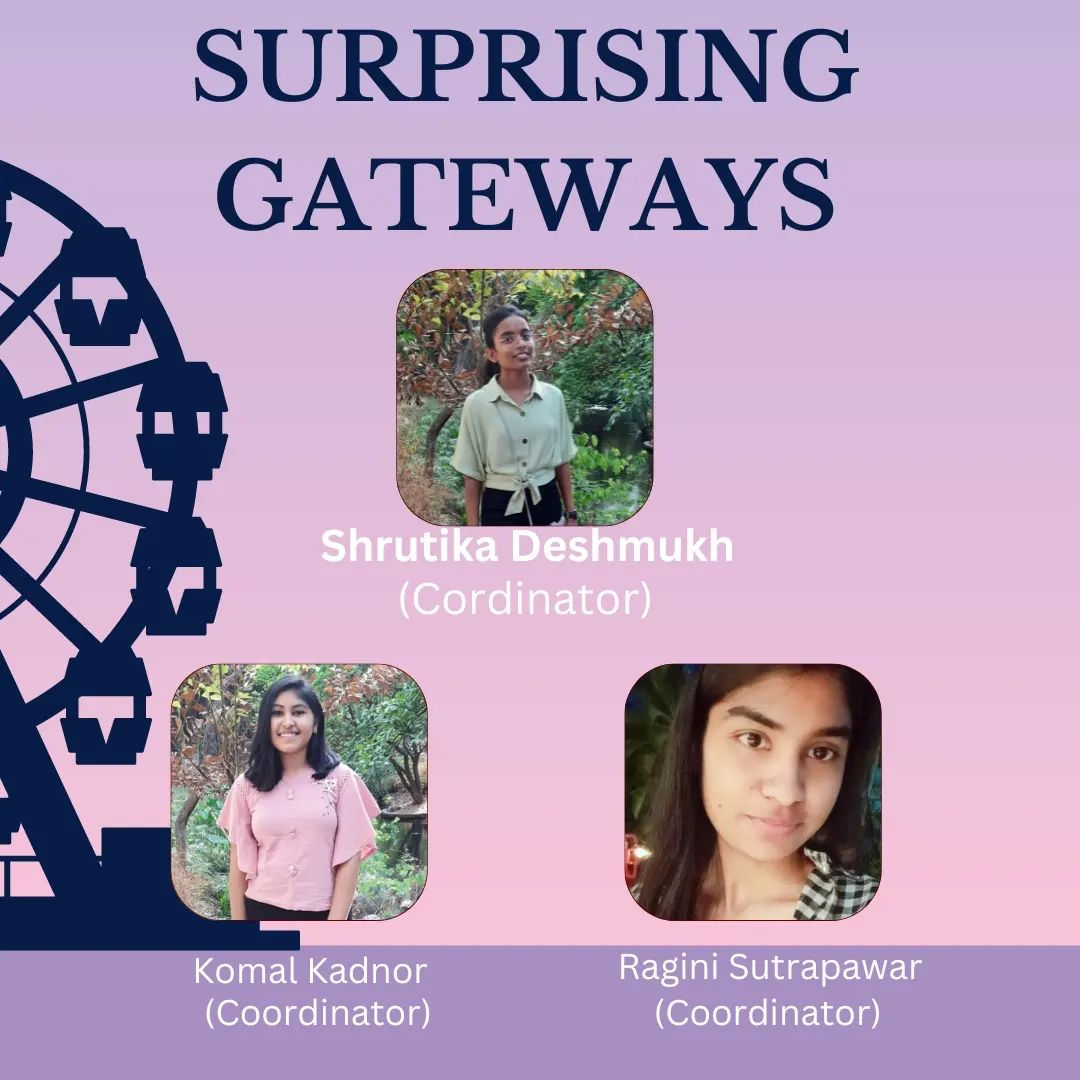 SURPRISING
GATEWAYS
Shrutika Deshmukh
(Cordinator)
Komal Kadnor
(Coordinator)
Ragini Sutrapawar
(Coordinator)